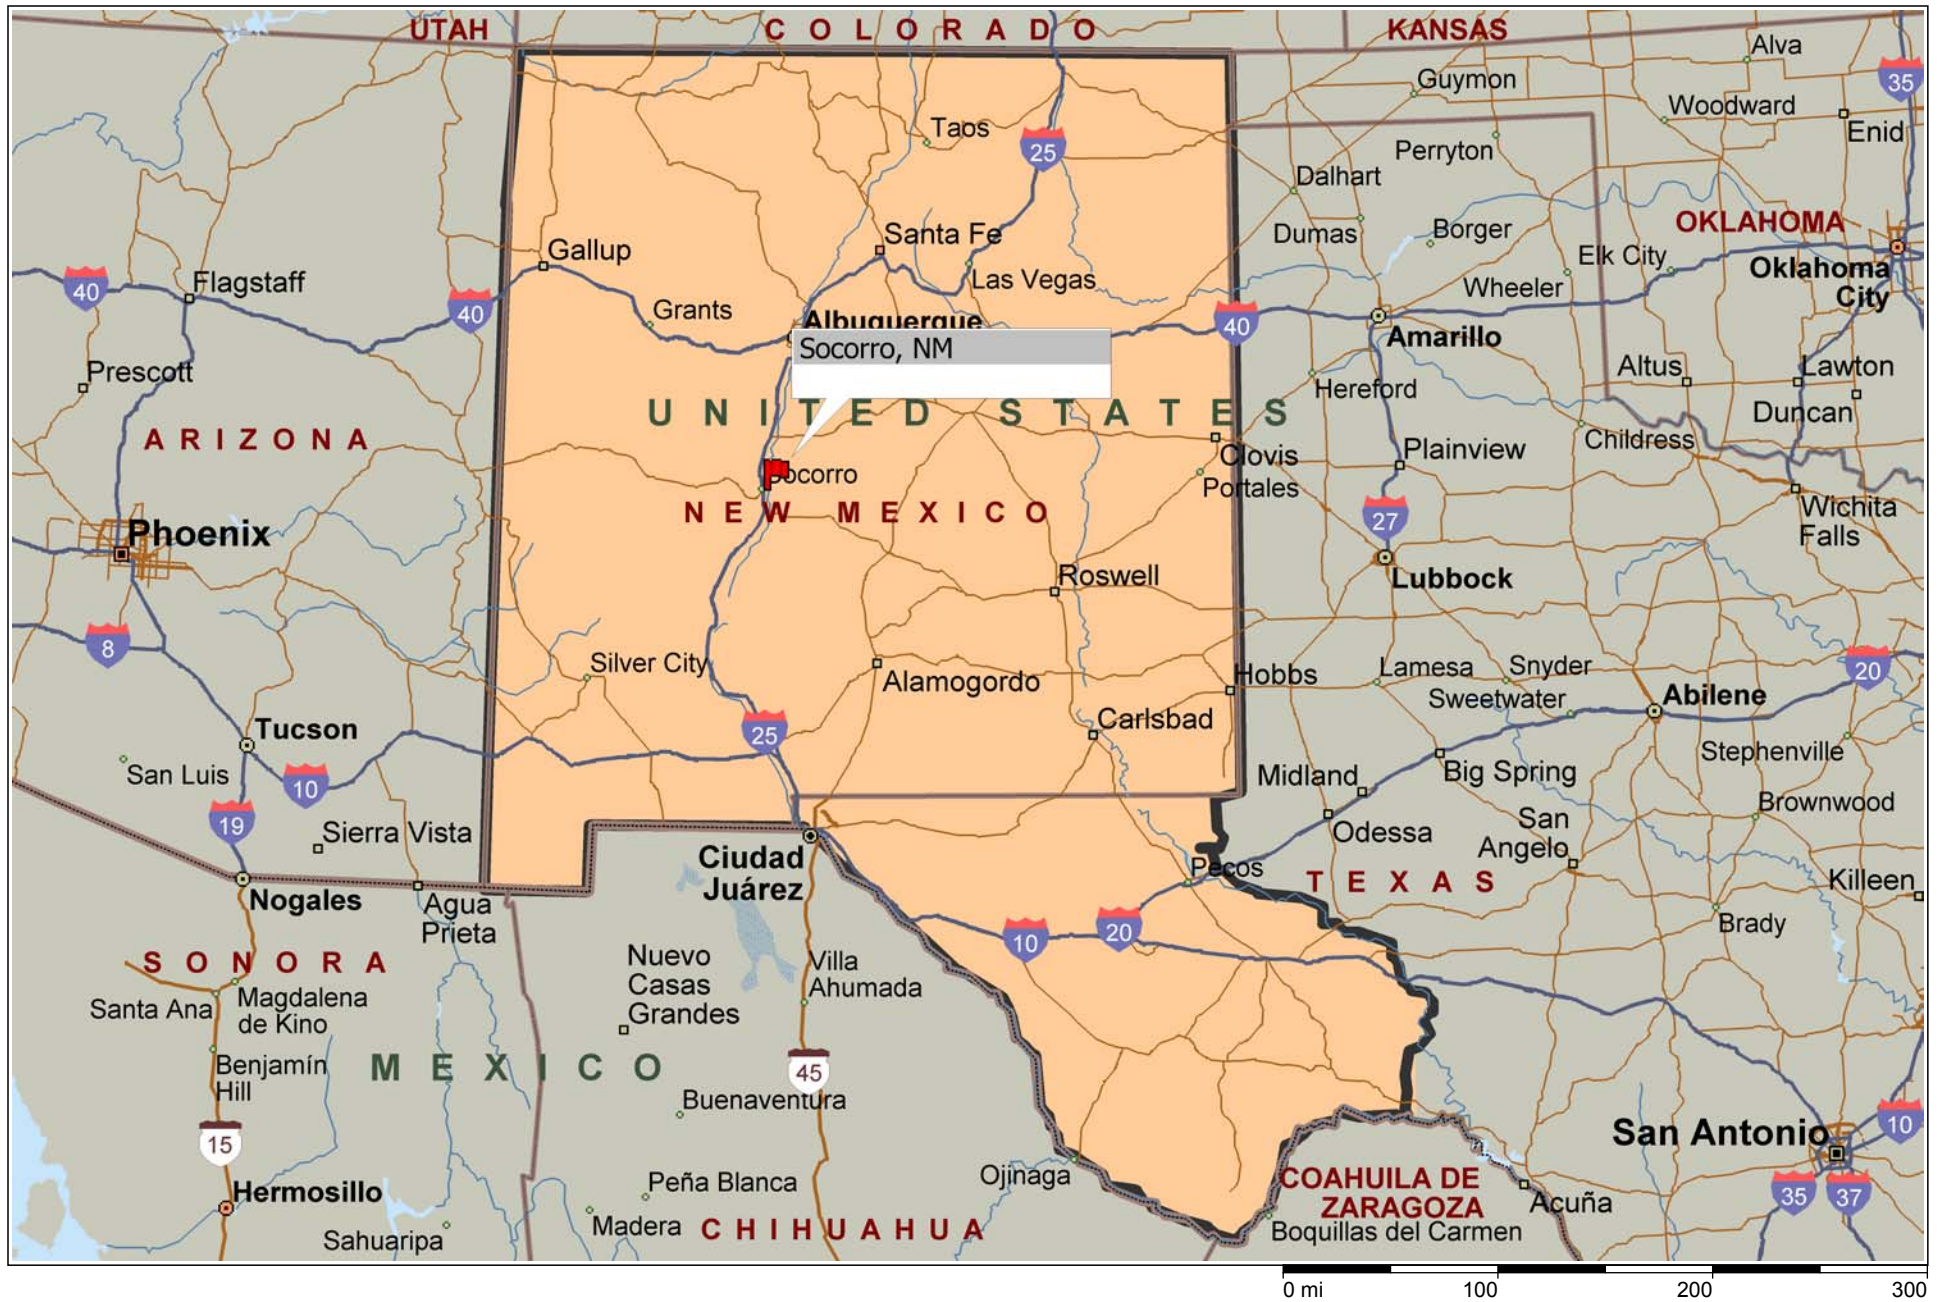 UTAH
COLORADO
KANSAS
Alva
35
Guymon
Woodward
Enid
Taos
25
Perryton
Dalhart
Santa Fe
Dumas
Borger
OKLAHOMA
Gallup
Elk City
Oklahoma
City
40
Flagstaff
40
Grants
Las Vegas
Wheeler
40
Albuquerque
Socorro, NM
Amarillo
Prescott
Altus
Lawton
Hereford
Duncan
UNITED STATES
ARIZONA
Childress
Plainview
Clovis
Portales
Socorro
NEW MEXICO
Wichita
Falls
27
Phoenix
Roswell
Lubbock
8
Silver City
Alamogordo
Hobbs
Lamesa
Snyder
20
Sweetwater
Abilene
Carlsbad
Tucson
25
San Luis
10
Stephenville
Midland
Big Spring
Brownwood
19
Sierra Vista
Odessa
San
Angelo
Ciudad
Juárez
Pecos
TEXAS
Killeen
Nogales
Agua
Prieta
Brady
10
20
SONORA
Nuevo
Casas
Grandes
Villa
Ahumada
Santa Ana
Magdalena
de Kino
Benjamín
Hill
MEXICO
45
Buenaventura
15
San Antonio
10
Ojinaga
COAHUILA DE
ZARAGOZA
35
37
Hermosillo
Peña Blanca
Acuña
Madera
CHIHUAHUA
Boquillas del Carmen
Sahuaripa
0 mi
100
200
300